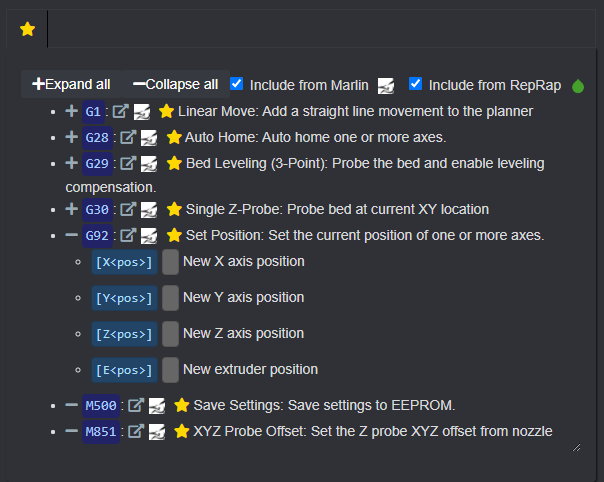 Expand all Collapse all Include from Marlin Include from RepRap
G1: Linear Move: Add a straight line movement to the planner
G28: Auto Home: Auto home one or more axes.
G29: Bed Leveling (3-Point): Probe the bed and enable leveling
compensation.
G30: Single Z-Probe: Probe bed at current XY location
G92: Set Position: Set the current position of one or more axes.
[X<pos>] New X axis position
[Y<pos>] New Y axis position
[Z<pos>] New Z axis position
[E<pos>] New extruder position
M500: Save Settings: Save settings to EEPROM.
M851: XYZ Probe Offset: Set the Z probe XYZ offset from nozzle